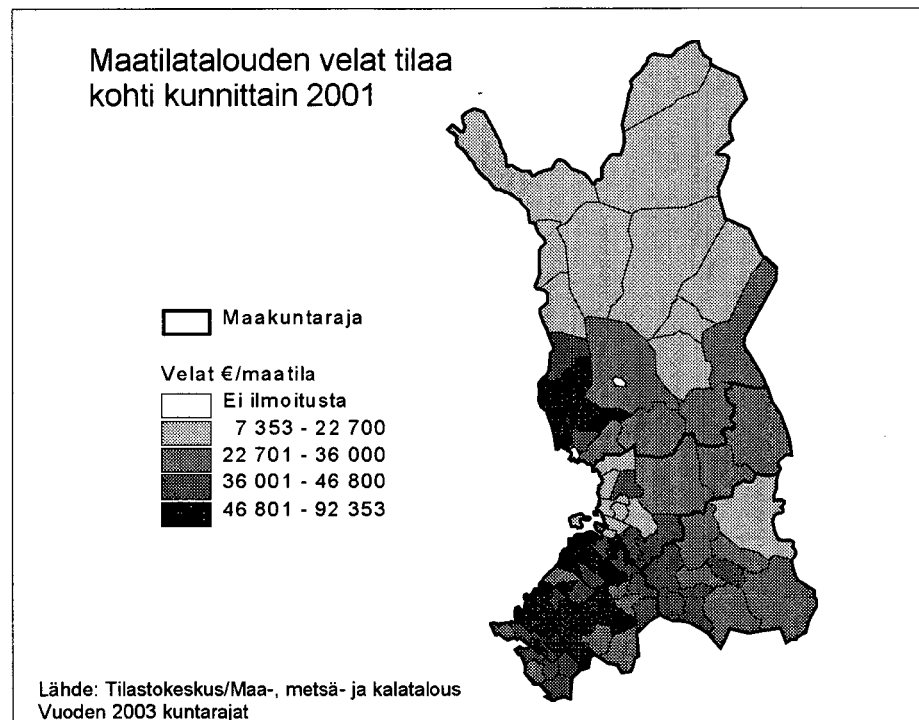 Maatilatalouden velat tilaa
kohti kunnittain 2001
Maakuntaraja
Velat €/maatila
Ei ilmoitusta
7 353 - 22 700
22 701 - 36 000
36 001 - 46 800
46 801 - 92 353
Lähde: Tilastokeskus/Maa-, metsä- ja kalatalous
Vuoden 2003 kuntarajat